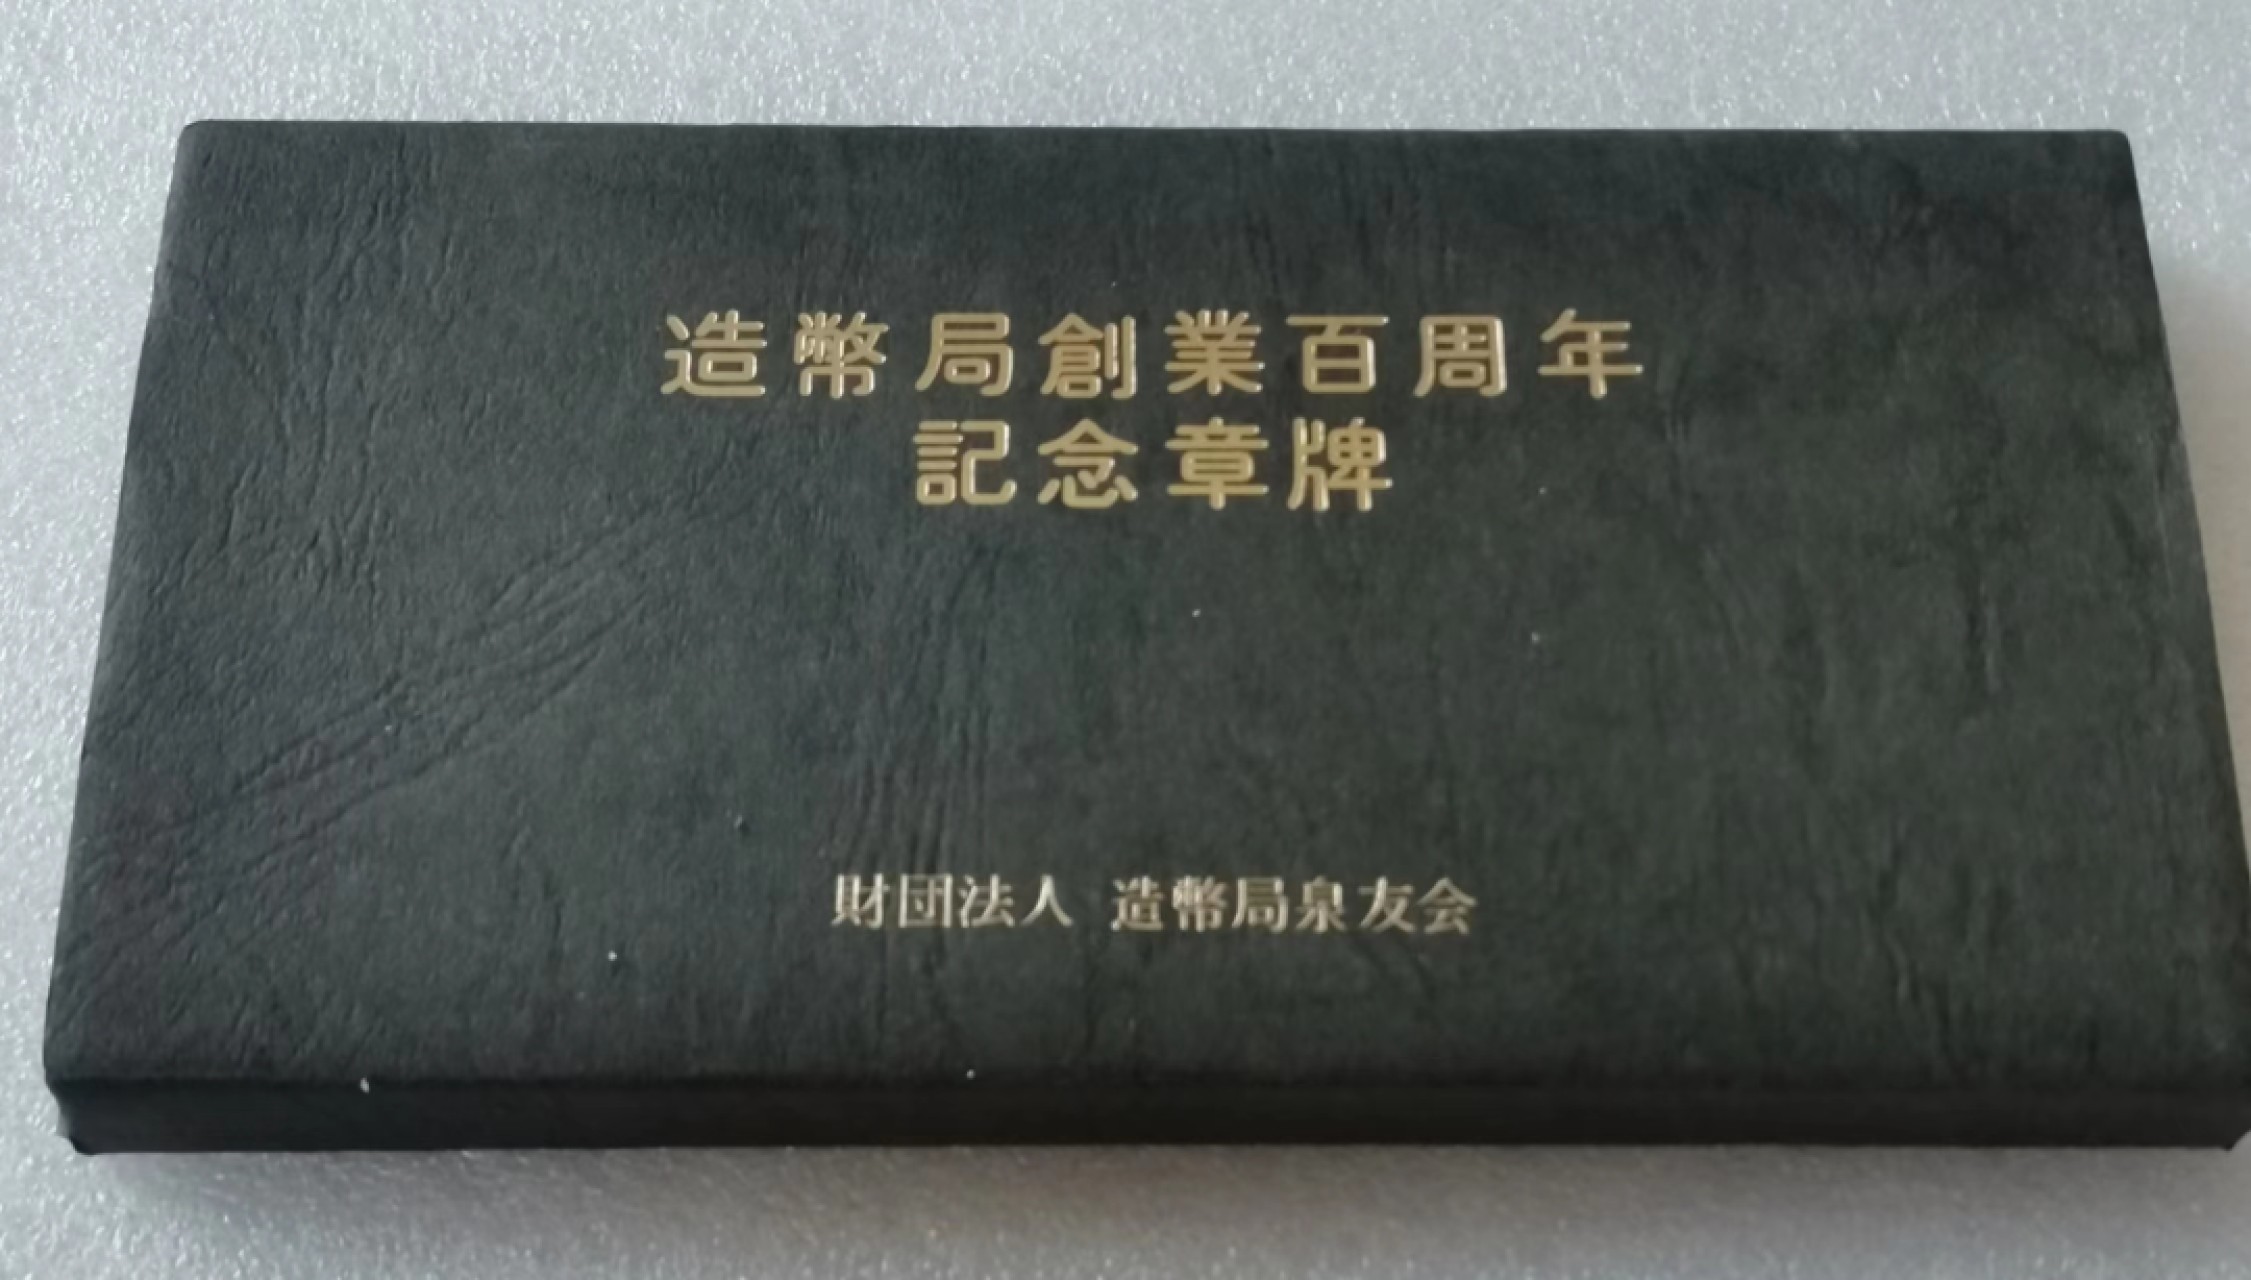 造幣局創業百周年
記念章牌
財団法人 造幣局泉友会